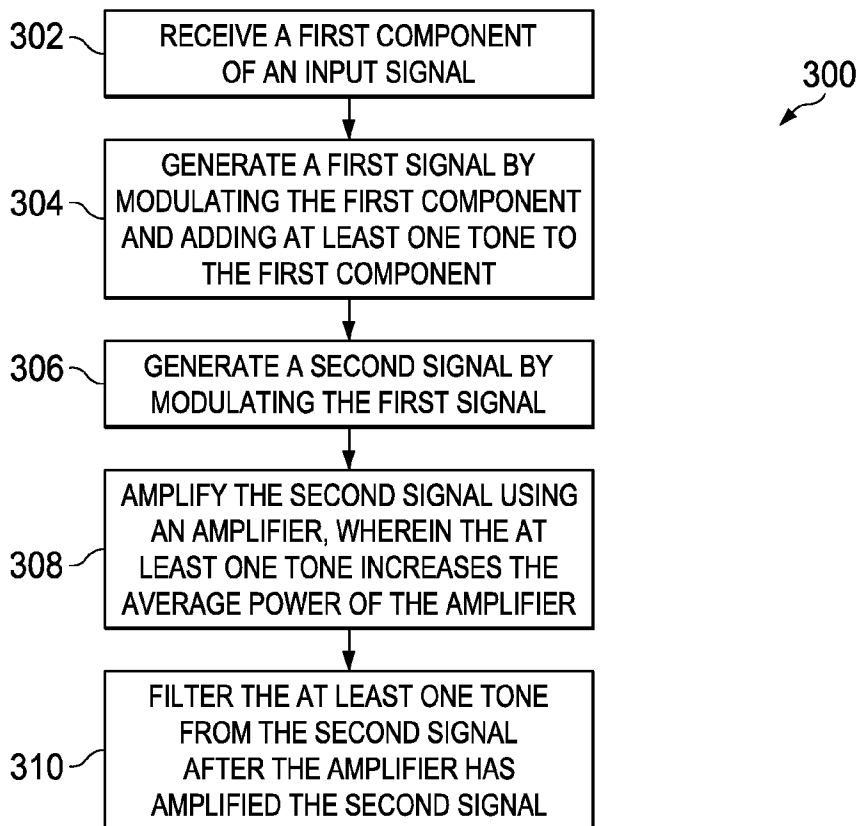 302
RECEIVE A FIRST COMPONENT
OF AN INPUT SIGNAL
300
304
GENERATE A FIRST SIGNAL BY
MODULATING THE FIRST COMPONENT
AND ADDING AT LEAST ONE TONE TO
THE FIRST COMPONENT
306
GENERATE A SECOND SIGNAL BY
MODULATING THE FIRST SIGNAL
308
AMPLIFY THE SECOND SIGNAL USING
AN AMPLIFIER, WHEREIN THE AT
LEAST ONE TONE INCREASES THE
AVERAGE POWER OF THE AMPLIFIER
310
FILTER THE AT LEAST ONE TONE
FROM THE SECOND SIGNAL
AFTER THE AMPLIFIER HAS
AMPLIFIED THE SECOND SIGNAL